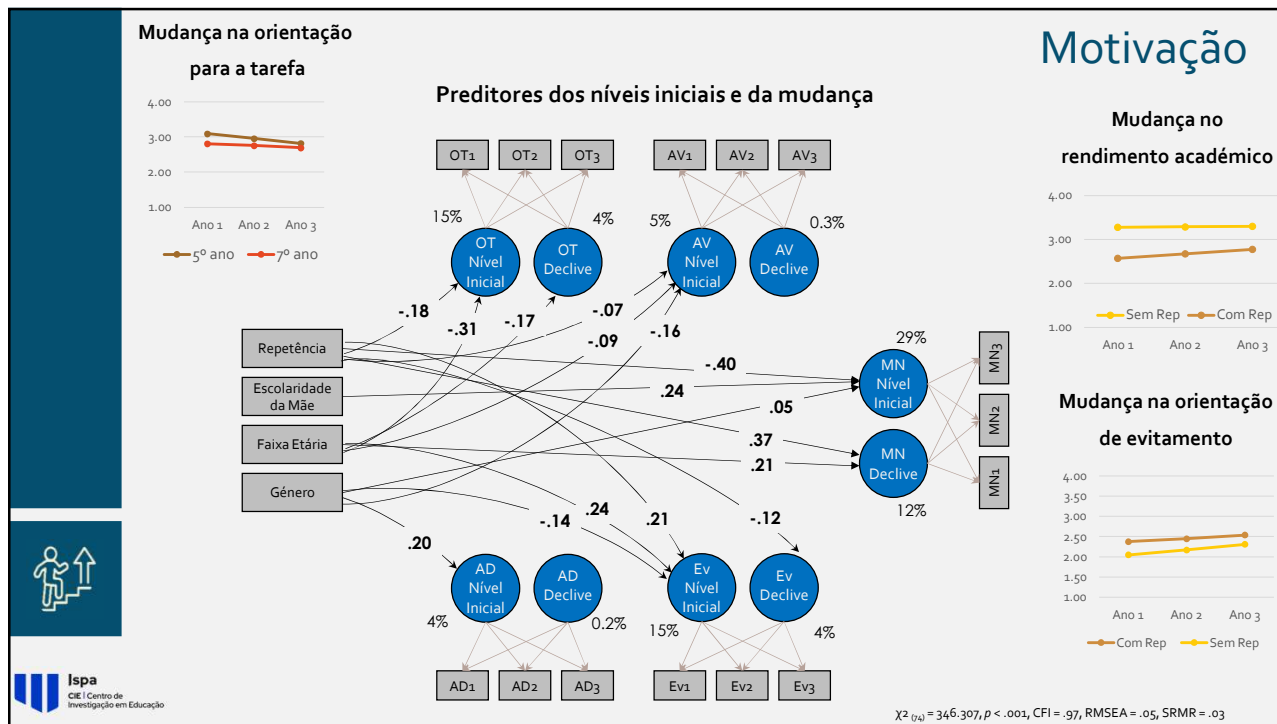 Motivação
Mudança na orientação
para a tarefa
4.00
3.00
2.00
1.00
Ano 1 Ano 2 Ano 3
5º ano 7º ano
Preditores dos níveis iniciais e da mudança
OT1 OT2 OT3
AV1 AV2 AV3
15%
4%
5%
0.3%
OT
Nível
Inicial
OT
Declive
AV
Nível
Inicial
AV
Declive
-.18
-.31
-.17
-.07
-.09
-.16
Repetência
Escolaridade
da Mãe
Faixa Etária
Género
-.40
.24
.05
.37
.21
29%
MN
Nível
Inicial
MN
Declive
12%
MN3
MN2
MN1
.20
-.14
.24
.21
-.12
AD
Nível
Inicial
AD
Declive
Ev
Nível
Inicial
Ev
Declive
4%
0.2%
15%
4%
AD1 AD2 AD3
Ev1 Ev2 Ev3
Mudança no
rendimento académico
4.00
3.00
2.00
1.00
Sem Rep Com Rep
Ano 1 Ano 2 Ano 3
Mudança na orientação
de evitamento
4.00
3.50
3.00
2.50
2.00
1.50
1.00
Ano 1 Ano 2 Ano 3
Com Rep Sem Rep
Ispa
CIE | Centro de
Investigação em Educação
χ2 (74) = 346.307, p < .001, CFI = .97, RMSEA = .05, SRMR = .03